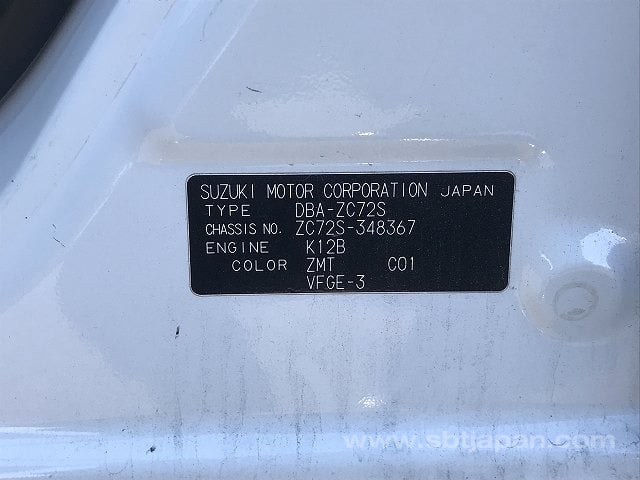 SUZUKI MOTOR CORPORATION JAPAN
TYPE DBA-ZC72S
CHASSIS NO. ZC72S-348367
ENGINE K12B
COLOR ZMT C01
VFGE-3
www.sbtjapan.com